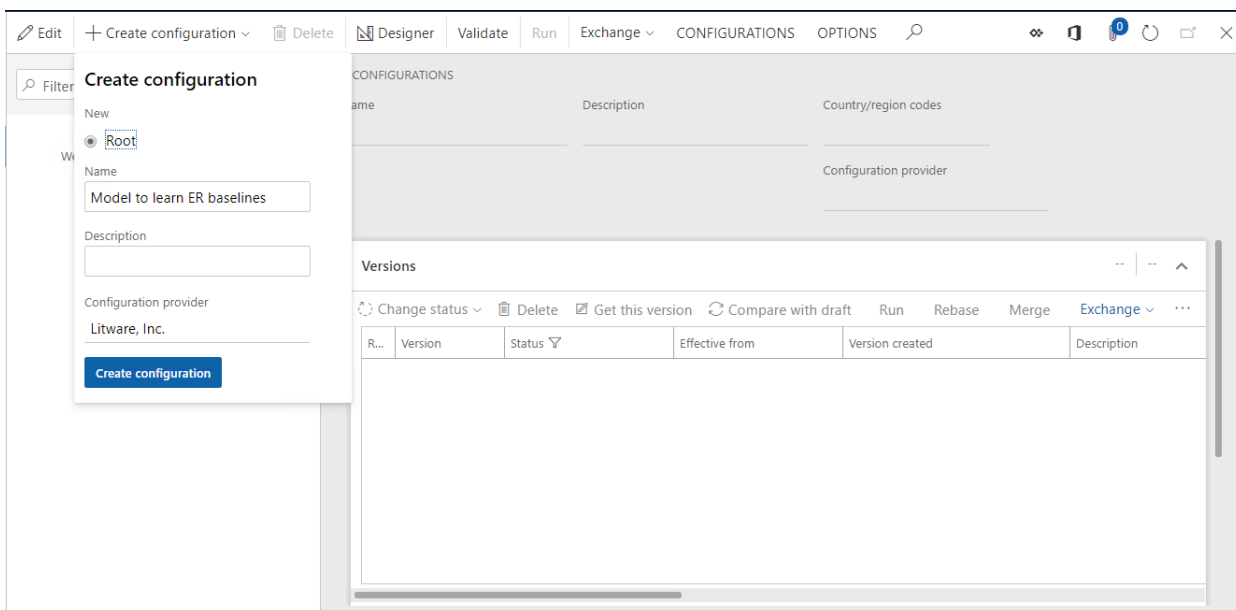 Edit Create configuration Delete Designer Validate Run Exchange CONFIGURATIONS OPTIONS 0
Filter
Create configuration
New
Root
Name
Model to learn ER baselines
Description
Configuration provider
Litware, Inc.
Create configuration
We
CONFIGURATIONS
ame Description Country/region codes
Configuration provider
Versions -- --
Change status Delete Get this version Compare with draft Run Rebase Merge Exchange ...
R... Version Status Effective from Version created Description